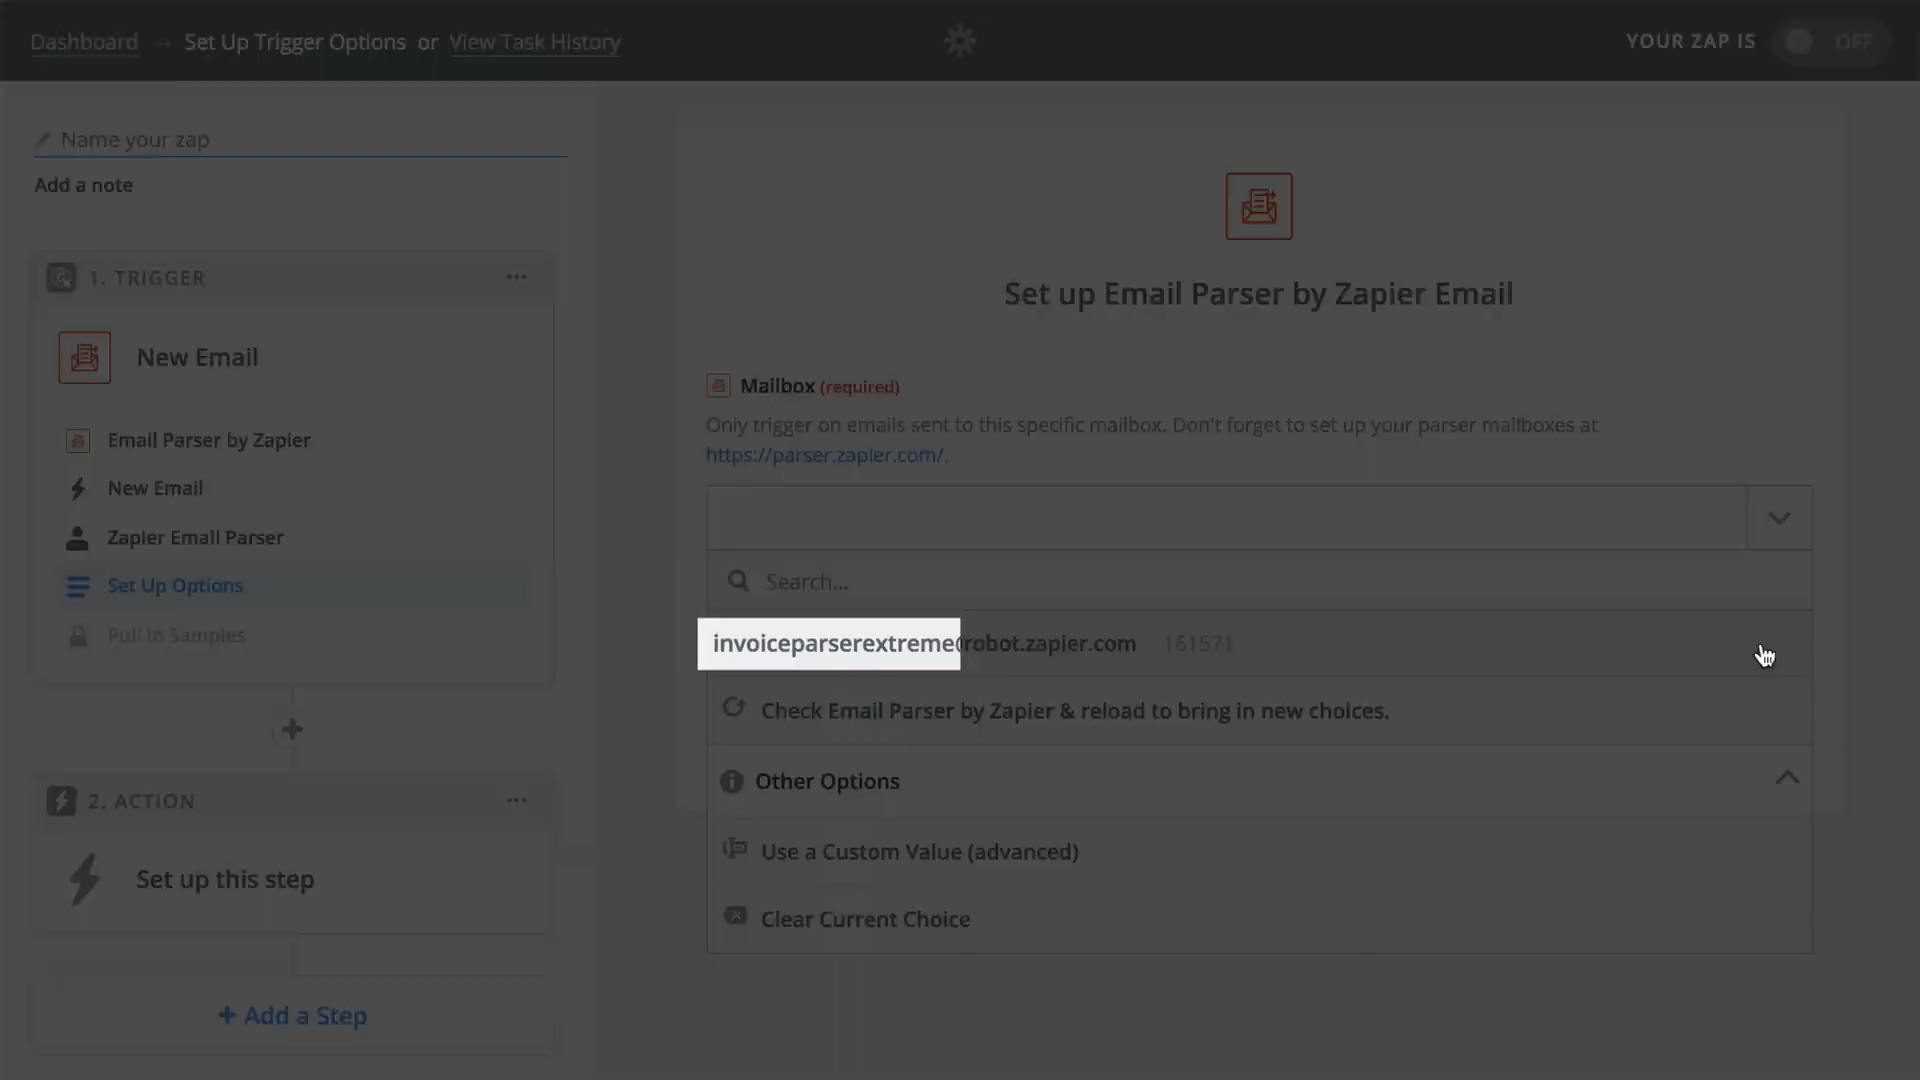 Dashboard → Set Up Trigger Options or View Task History
YOUR ZAP IS OFF
Name your zap
Add a note
1. TRIGGER
New Email
Email Parser by Zapier
New Email
Zapier Email Parser
Set Up Options
Pull In Samples
2. ACTION
Set up this step
+ Add a Step
Set up Email Parser by Zapier Email
Mailbox (required)
Only trigger on emails sent to this specific mailbox. Don't forget to set up your parser mailboxes at
https://parser.zapier.com/.
Search...
invoiceparserextreme@robot.zapier.com 161571
Check Email Parser by Zapier & reload to bring in new choices.
Other Options
Use a Custom Value (advanced)
Clear Current Choice